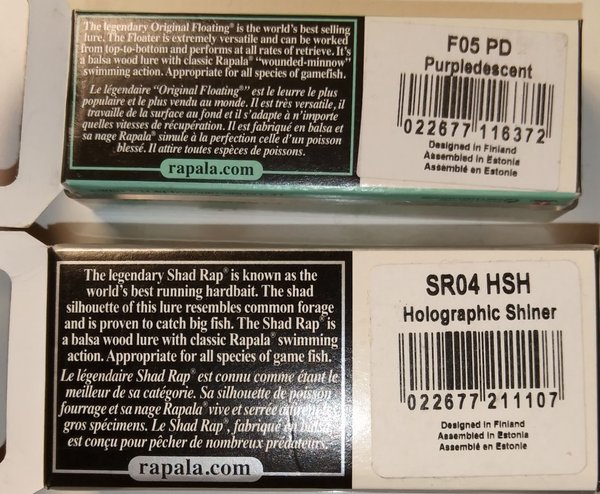 The legendary Original Floating® is the world's best selling
lure. The Floater is extremely versatile and can be worked
from top-to-bottom and performs at all rates of retrieve. It's
a balsa wood lure with classic Rapala® "wounded-minnow"
swimming action. Appropriate for all species of gamefish.
Le légendaire "Original Floating®" est le leurre le plus
populaire et le plus vendu au monde. Il est très versatile, il
travaille de la surface au fond et il s'adapte à n'importe
quelles vitesses de récupération. Il est fabriqué en balsa et
sa nage Rapala® simule à la perfection celle d'un poisson
blessé. Il attire toutes espèces de poissons.
rapala.com
F05 PD
Purpledescent
022677 116372
Designed in Finland
Assembled in Estonia
Assemblé en Estonie
The legendary Shad Rap® is known as the
world's best running hardbait. The shad
silhouette of this lure resembles common forage
and is proven to catch big fish. The Shad Rap® is
a balsa wood lure with classic Rapala® swimming
action. Appropriate for all species of game fish.
Le légendaire Shad Rap® est connu comme étant le
meilleur de sa catégorie. Sa silhouette de poisson
fourrage et sa nage Rapala® vive et serrée attirent les
gros spécimens. Le Shad Rap®, fabriqué en balsa
est conçu pour pêcher de nombreux prédateurs.
rapala.com
SR04 HSH
Holographic Shiner
022677 211107
Designed in Finland
Assembled in Estonia
Assemblé en Estonie